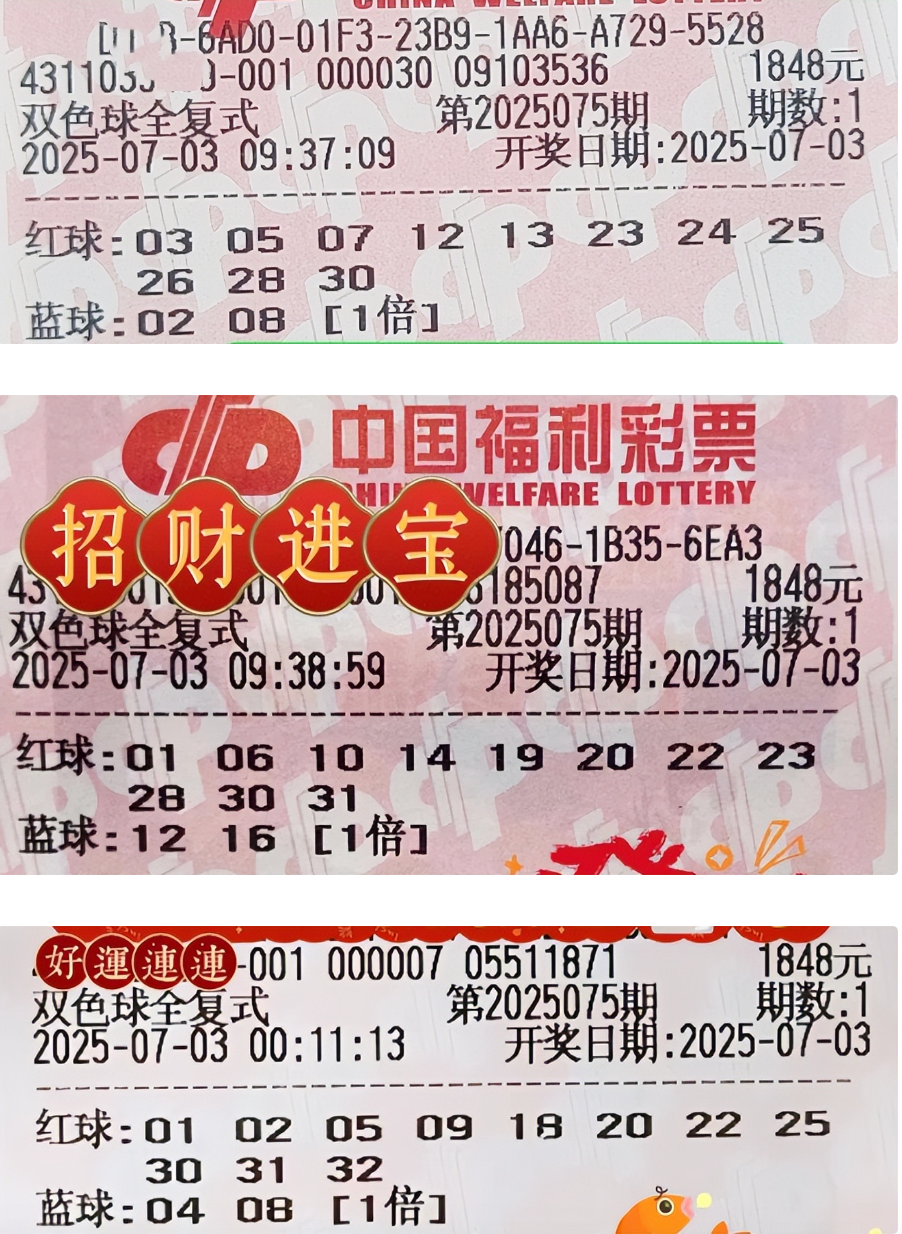 CHINA WELFARE LOTTERY
-6AD0-01F3-23B9-1AA6-A729-5528
431103 -001 000030 09103536 1848元
双色球全复式 第2025075期 期数:1
2025-07-03 09:37:09 开奖日期:2025-07-03
红球:03 05 07 12 13 23 24 25
26 28 30
蓝球:02 08 [1倍]
中国福利彩票
WELFARE LOTTERY
招财进宝
046-1B35-6EA3
43 185087 1848元
双色球全复式 第2025075期 期数:1
2025-07-03 09:38:59 开奖日期:2025-07-03
红球:01 06 10 14 19 20 22 23
28 30 31
蓝球:12 16 [1倍]
好運連連
-001 000007 05511871 1848元
双色球全复式 第2025075期 期数:1
2025-07-03 00:11:13 开奖日期:2025-07-03
红球:01 02 05 09 18 20 22 25
30 31 32
蓝球:04 08 [1倍]